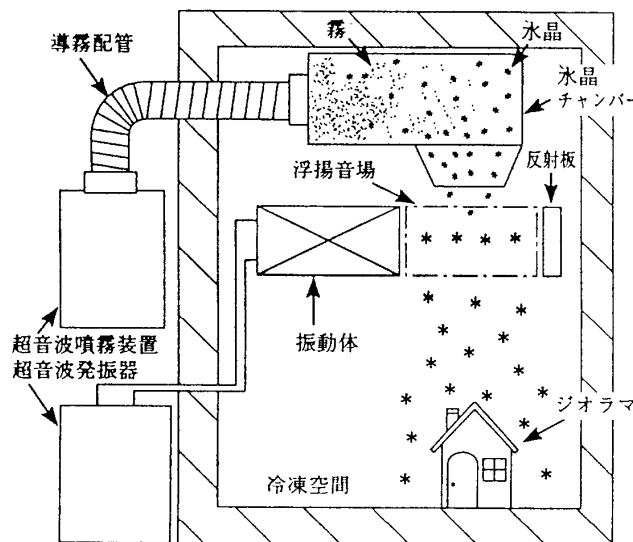 導霧配管
霧
氷晶
氷晶
チャンバー
浮揚音場
反射板
振動体
超音波噴霧装置
超音波発振器
ジオラマ
冷凍空間